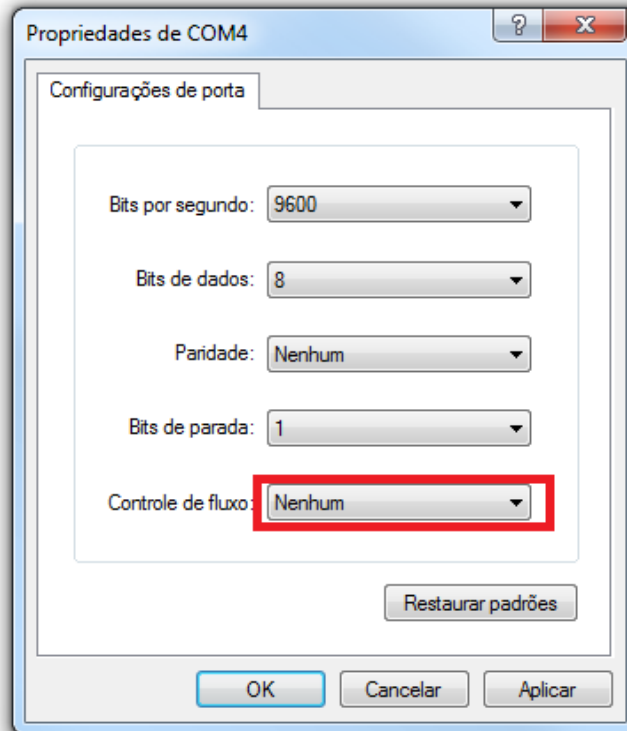 Propriedades de COM4
Configurações de porta
Bits por segundo: 9600
Bits de dados: 8
Paridade: Nenhum
Bits de parada: 1
Controle de fluxo: Nenhum
Restaurar padrões
OK Cancelar Aplicar